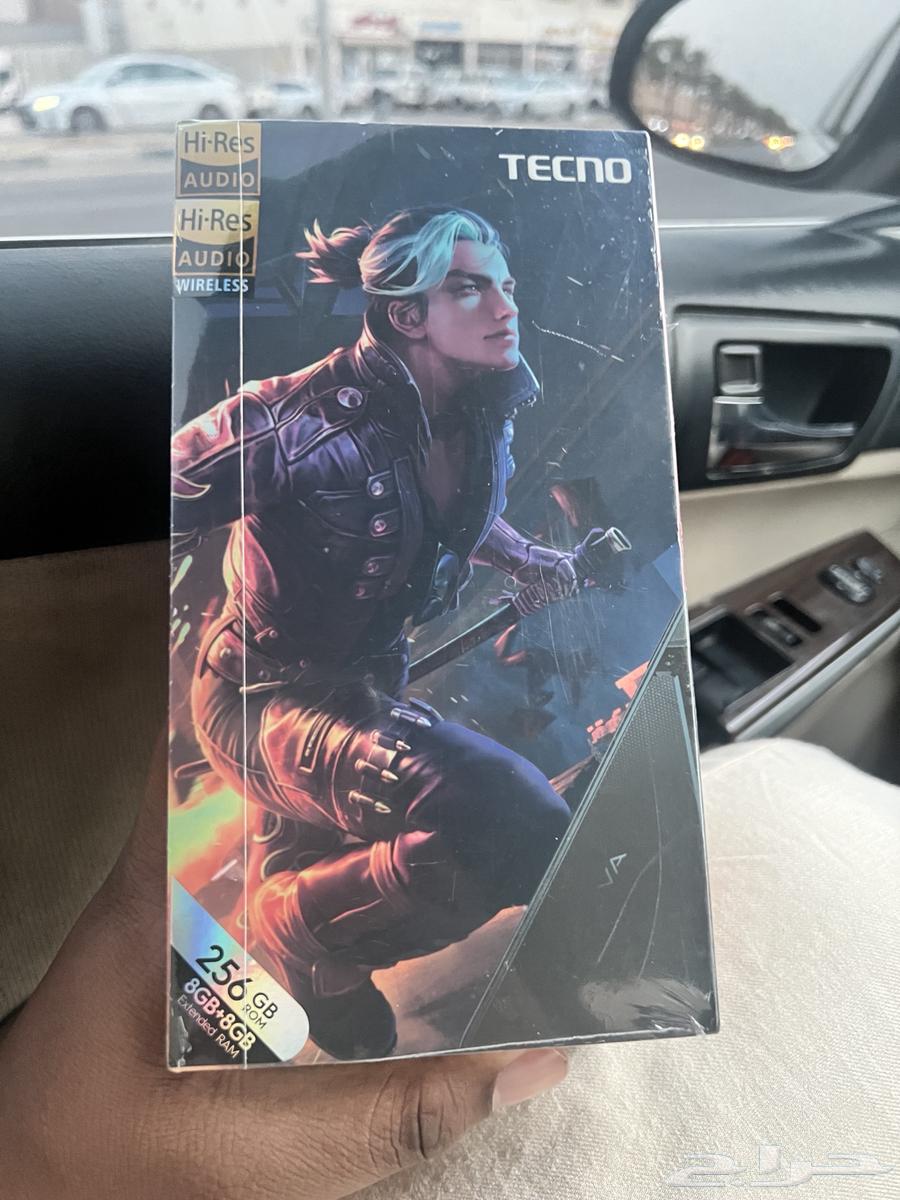 Hi-Res
AUDIO
Hi-Res
AUDIO
WIRELESS
TECNO
256 GB
ROM
8GB+8GB
Extended RAM
حراج